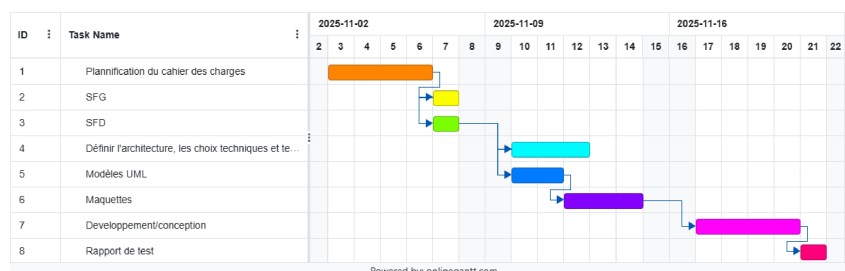 2025-11-02 2025-11-09 2025-11-16
ID Task Name
2 3 4 5 6 7 8 9 10 11 12 13 14 15 16 17 18 19 20 21 22
1 Plannification du cahier des charges
2 SFG
3 SFD
4 Définir l'architecture, les choix techniques et te...
5 Modèles UML
6 Maquettes
7 Developpement/conception
8 Rapport de test
Powered by: onlinegantt.com